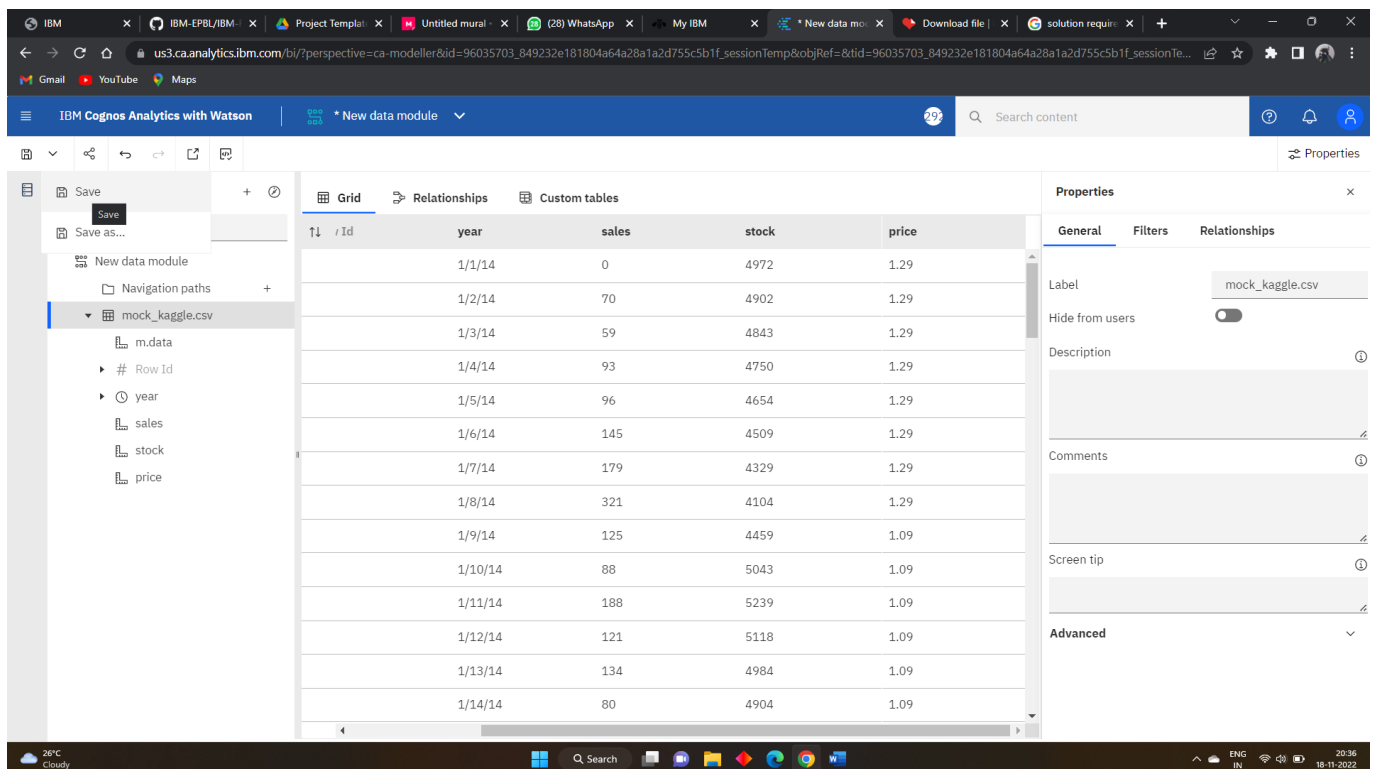 IBM IBM-EPBL/IBM-P Project Templat Untitled mural - (28) WhatsApp My IBM * New data mod Download file | solution require
us3.ca.analytics.ibm.com/bi/?perspective=ca-modeller&id=96035703_849232e181804a64a28a1a2d755c5b1f_sessionTemp&objRef=&tid=96035703_849232e181804a64a28a1a2d755c5b1f_sessionTe...
Gmail YouTube Maps
IBM Cognos Analytics with Watson * New data module 292 Search content
Properties
Save
Save
Save as...
New data module
Navigation paths
mock_kaggle.csv
m.data
Row Id
year
sales
stock
price
Grid Relationships Custom tables
Id year sales stock price
1/1/14 0 4972 1.29
1/2/14 70 4902 1.29
1/3/14 59 4843 1.29
1/4/14 93 4750 1.29
1/5/14 96 4654 1.29
1/6/14 145 4509 1.29
1/7/14 179 4329 1.29
1/8/14 321 4104 1.29
1/9/14 125 4459 1.09
1/10/14 88 5043 1.09
1/11/14 188 5239 1.09
1/12/14 121 5118 1.09
1/13/14 134 4984 1.09
1/14/14 80 4904 1.09
Properties
General Filters Relationships
Label mock_kaggle.csv
Hide from users
Description
Comments
Screen tip
Advanced
26°C
Cloudy
Search
ENG
IN
20:36
18-11-2022